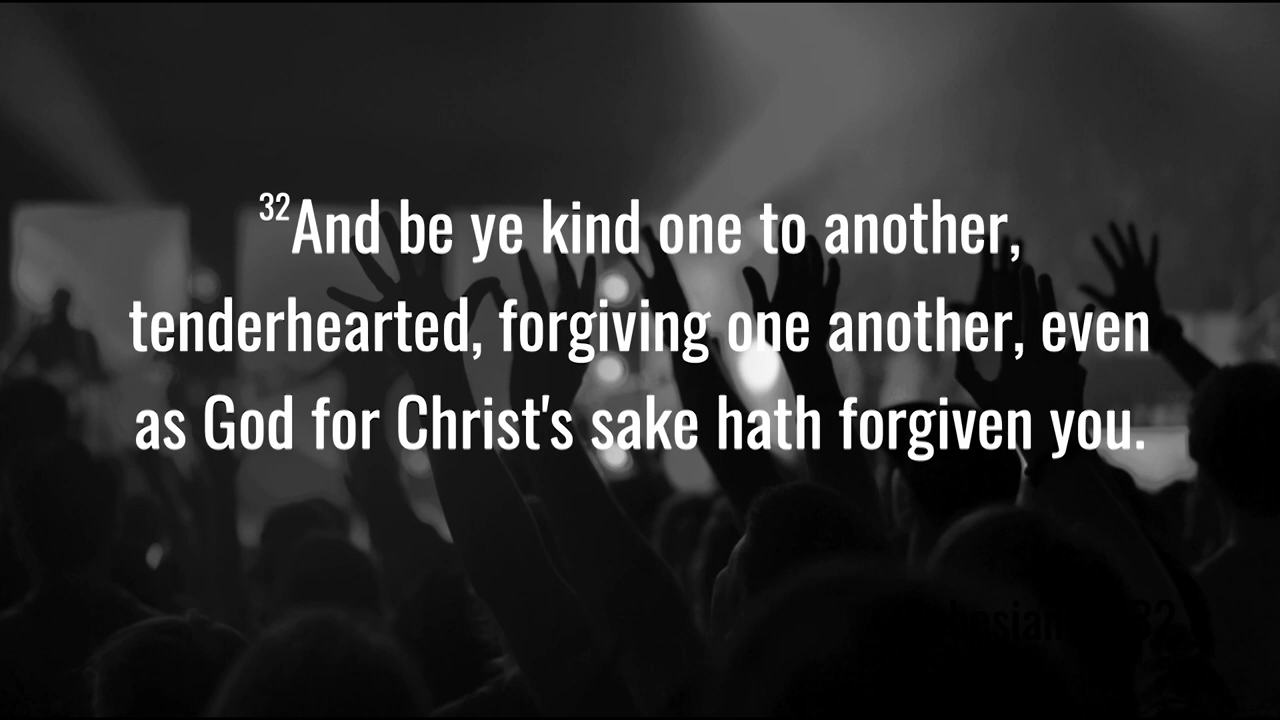 32And be ye kind one to another,
tenderhearted, forgiving one another, even
as God for Christ's sake hath forgiven you.
32